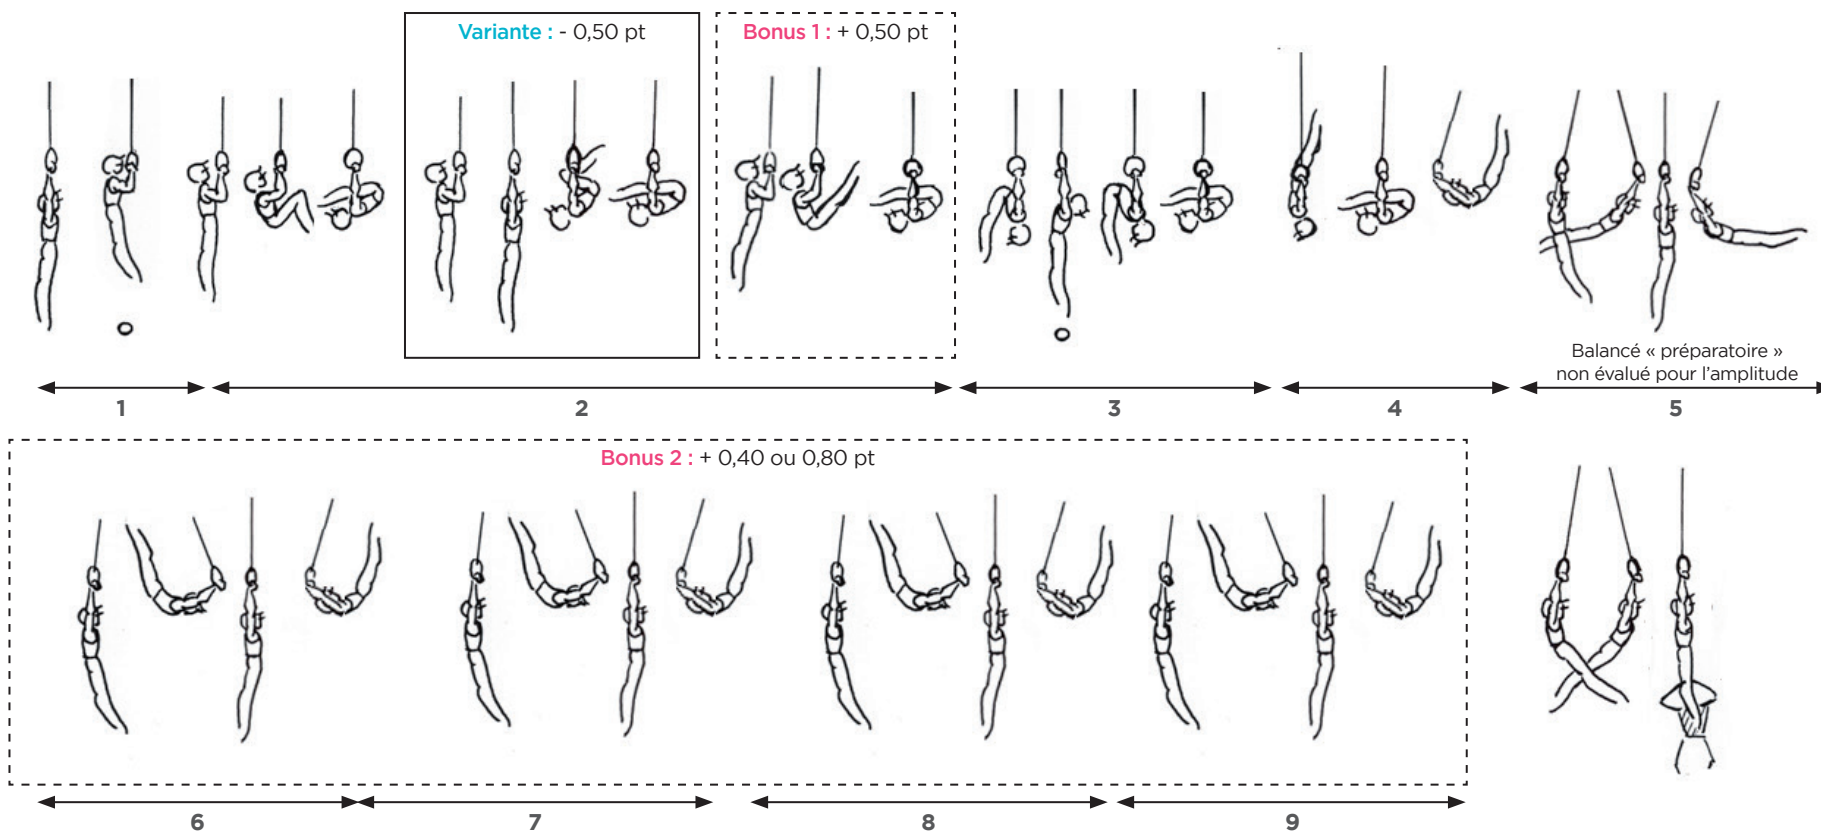 Variante : - 0,50 pt
Bonus 1 : + 0,50 pt
Balancé « préparatoire »
non évalué pour l'amplitude
1
2
3
4
5
Bonus 2 : + 0,40 ou 0,80 pt
6
7
8
9